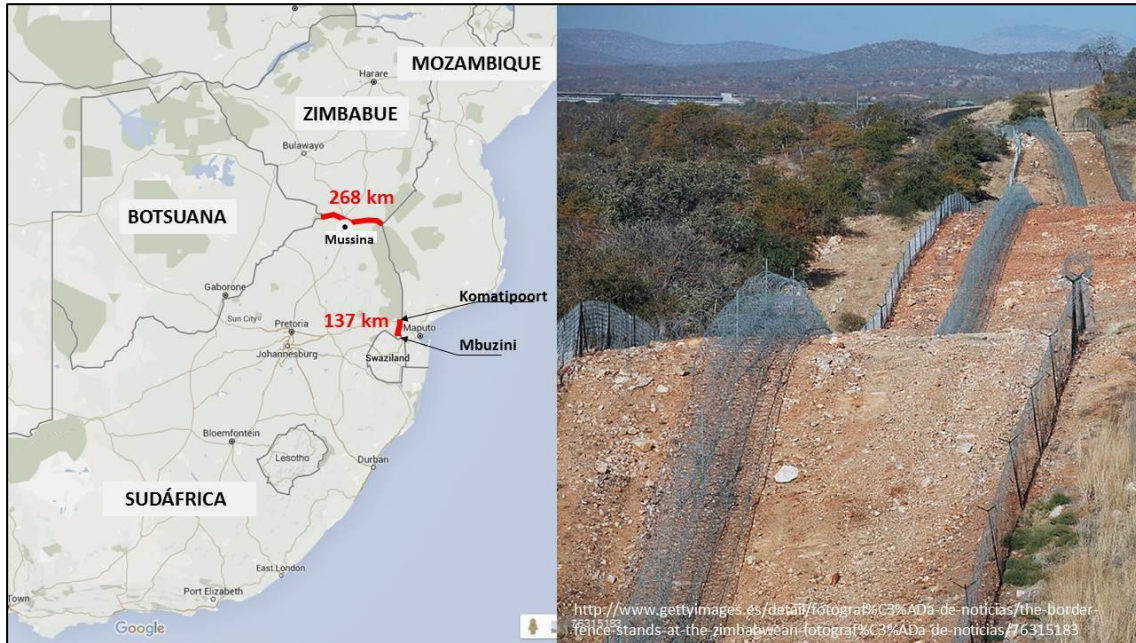 MOZAMBIQUE
Harare
ZIMBABUE
Bulawayo
268 km
BOTSUANA
Mussina
Gaborone
Komatipoort
Sun City
Pretoria
137 km
Maputo
Johannesburg
Mbuzini
Swaziland
Bloemfontein
Lesotho
Durban
SUDÁFRICA
East London
Port Elizabeth
Town
Google
http://www.gettyimages.es/detail/fotograf%C3%ADa-de-noticias/the-border-
fence-stands-at-the-zimbabwean-fotograf%C3%ADa-de-noticias/76315183
76315183